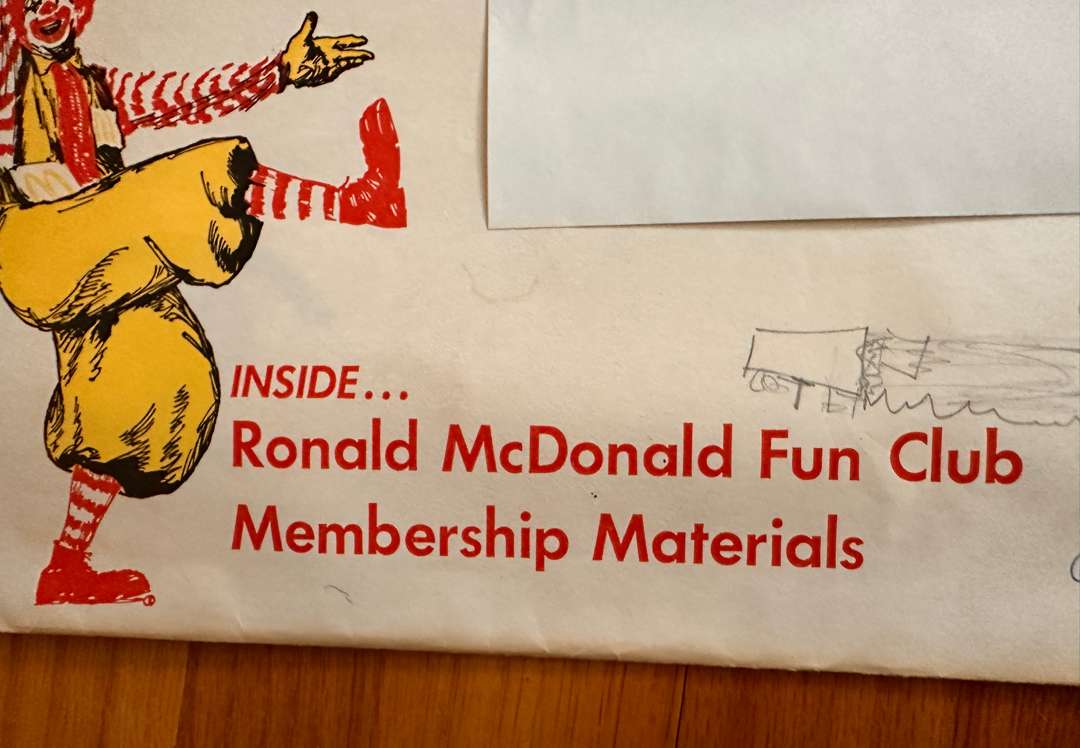 INSIDE...
Ronald McDonald Fun Club
Membership Materials